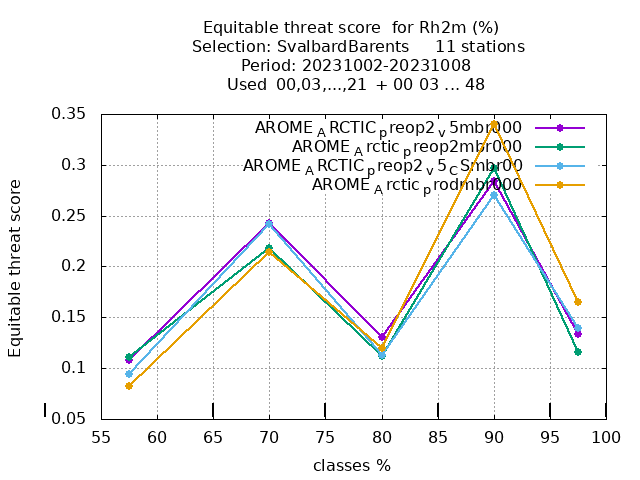 Equitable threat score for Rh2m (%)
Selection: SvalbardBarents 11 stations
Period: 20231002-20231008
Used 00,03,...,21 + 00 03 ... 48
AROME_ARCTIC_preop2_v5mbr000
AROME_Arctic_preop2mbr000
AROME_ARCTIC_preop2_v5_CSmbr00
AROME_Arctic_prodmbr000
Equitable threat score
0.35
0.3
0.25
0.2
0.15
0.1
0.05
55 60 65 70 75 80 85 90 95 100
classes %